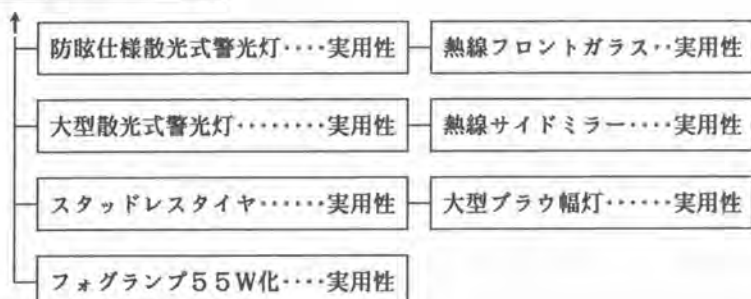 防眩仕様散光式警光灯‥‥実用性 熱線フロントガラス‥実用性
大型散光式警光灯‥‥‥‥実用性 熱線サイドミラー‥‥実用性
スタッドレスタイヤ‥‥‥実用性 大型プラウ幅灯‥‥‥実用性
フォグランプ55W化‥‥実用性